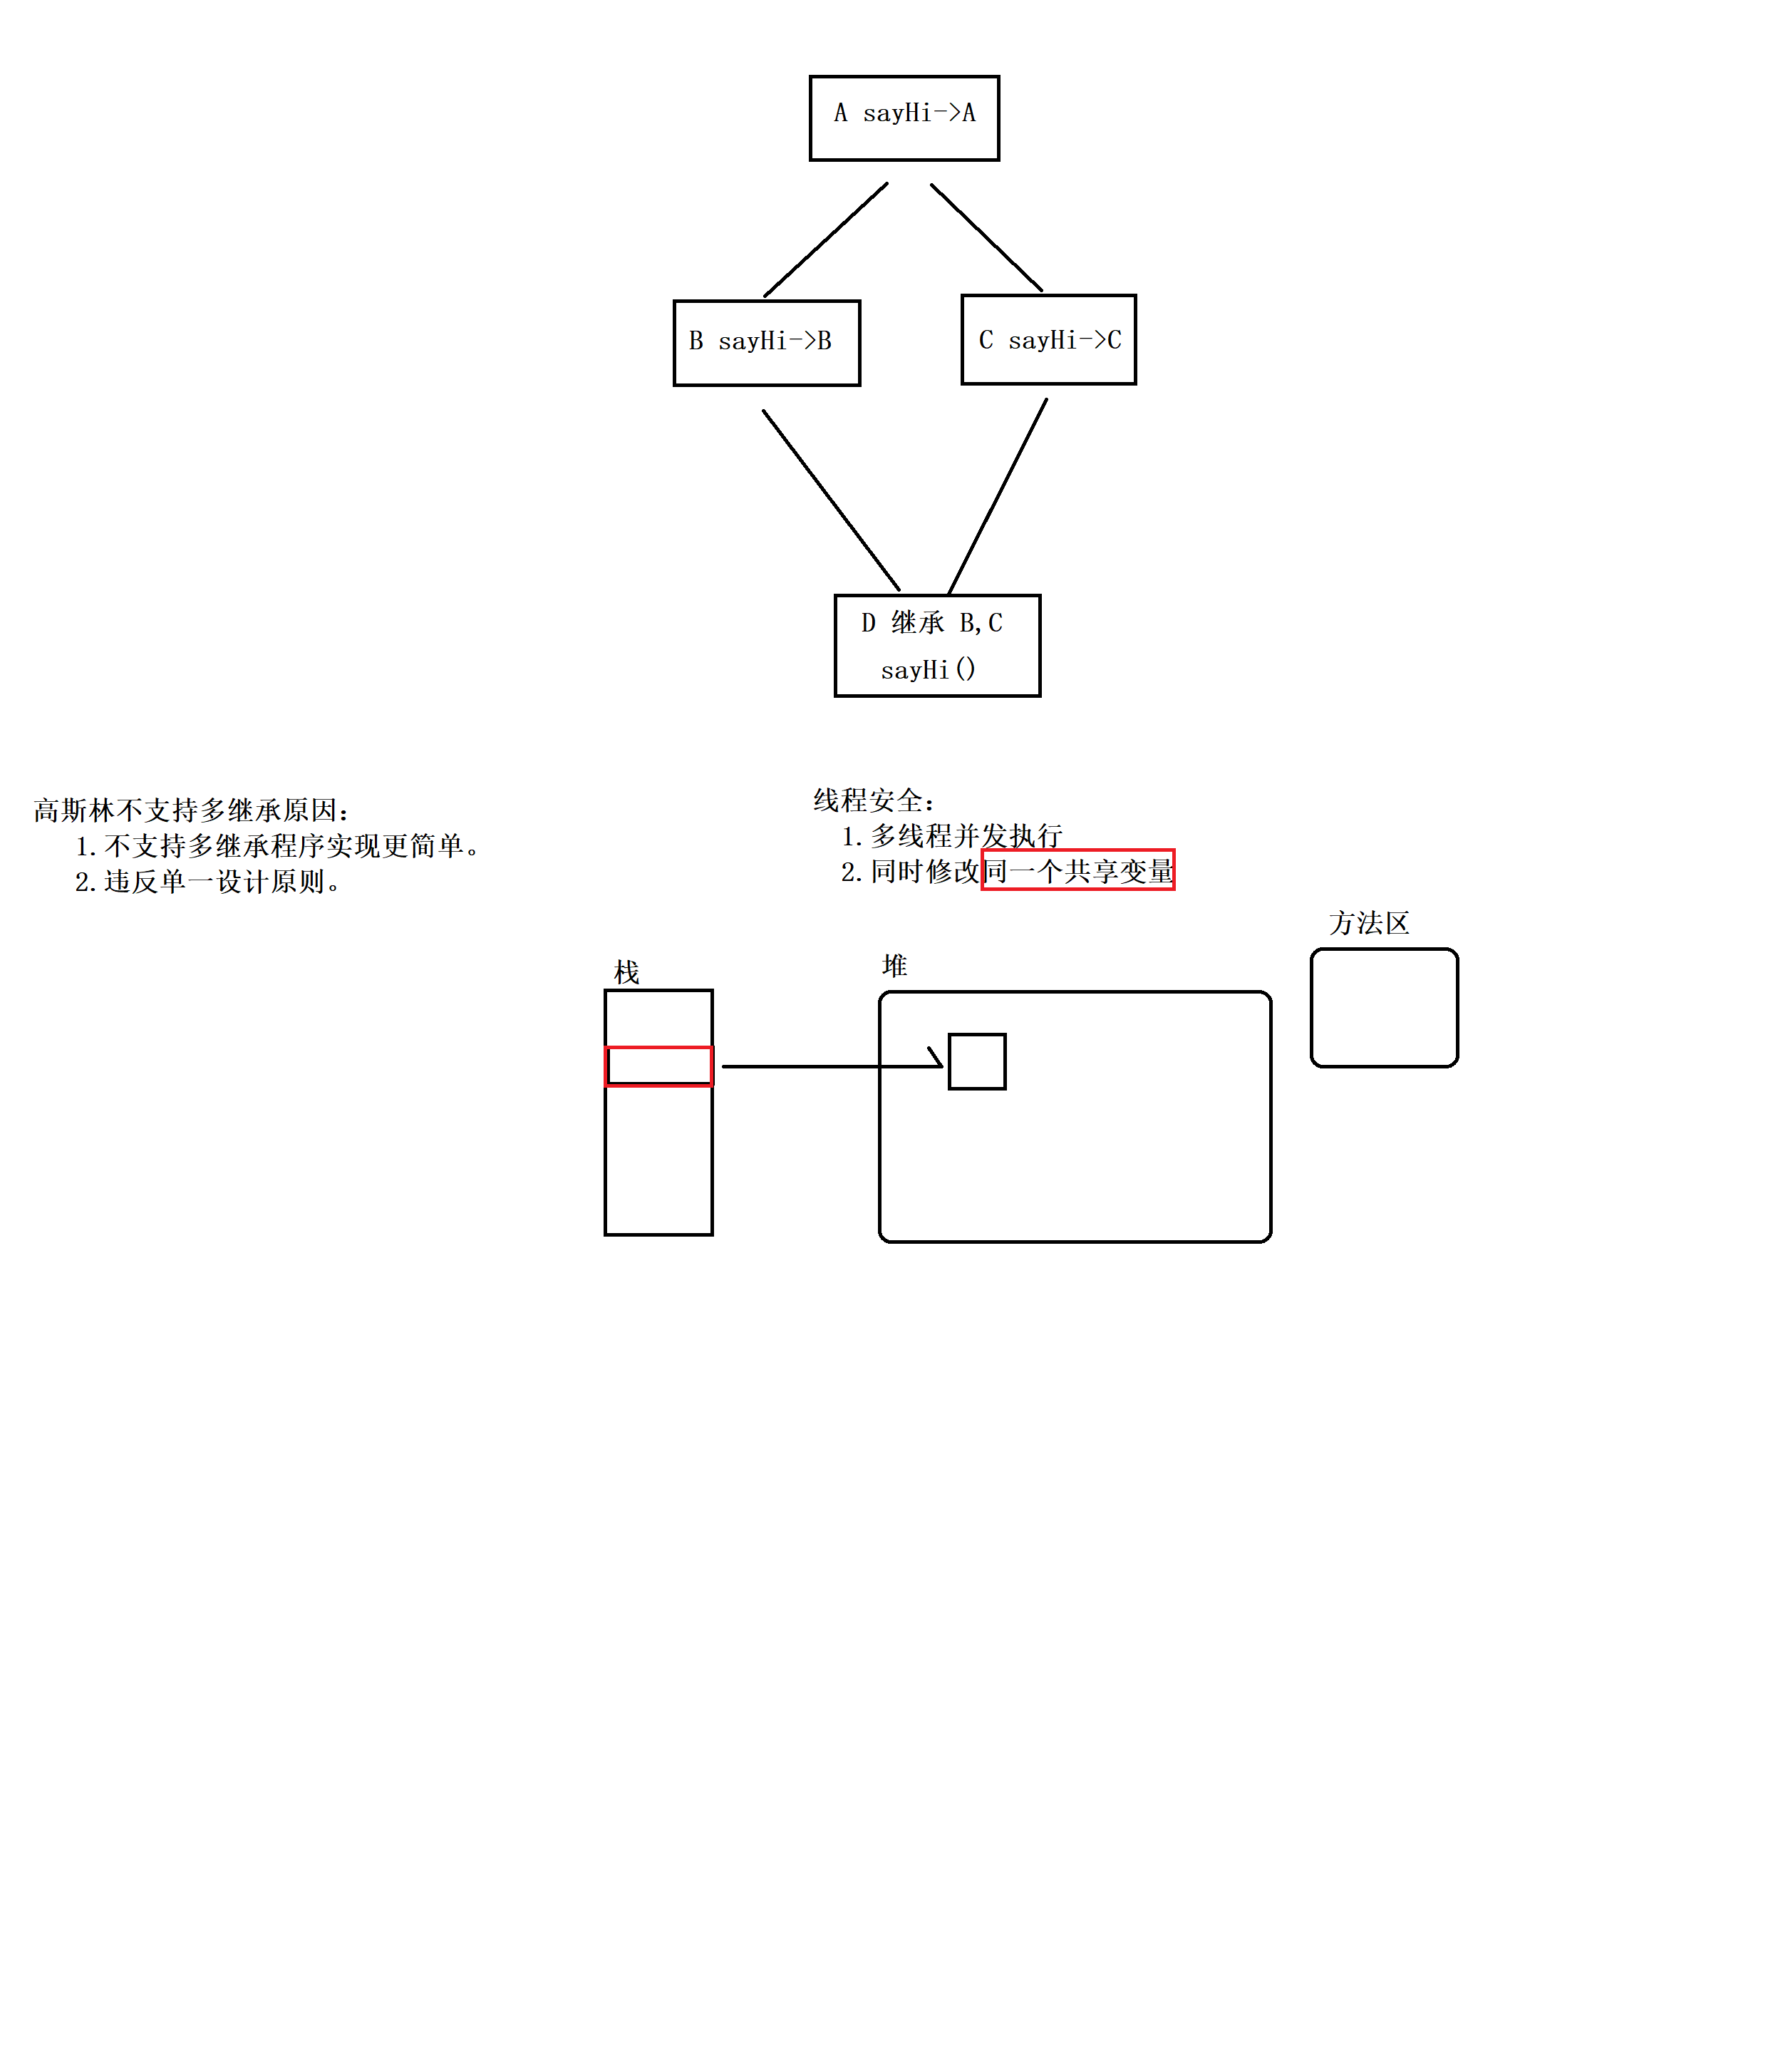 A sayHi->A
B sayHi->B
C sayHi->C
D 继承 B,C
sayHi()
高斯林不支持多继承原因:
1.不支持多继承程序实现更简单。
2.违反单一设计原则。
线程安全:
1.多线程并发执行
2.同时修改同一个共享变量
栈
堆
方法区